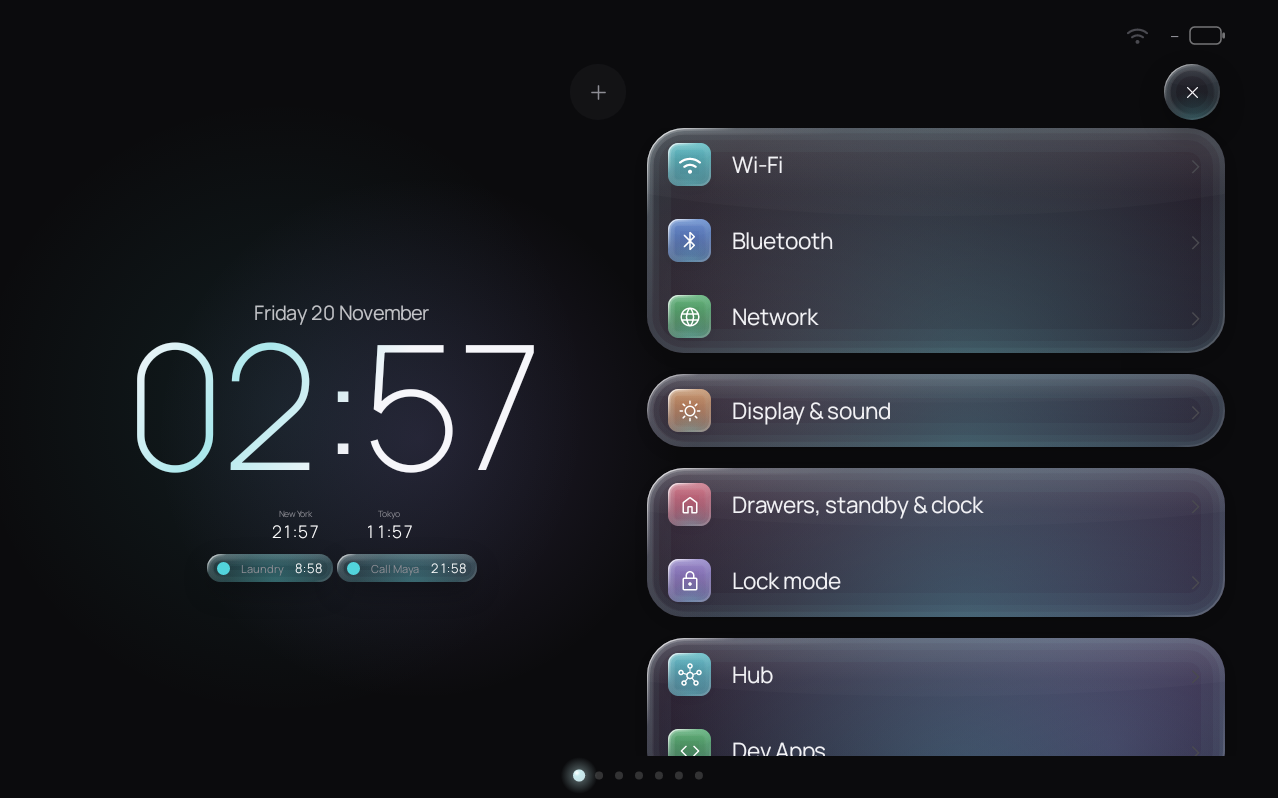 Friday 20 November
02:57
New York
21:57
Tokyo
11:57
Laundry 8:58
Call Maya 21:58
Wi-Fi
Bluetooth
Network
Display & sound
Drawers, standby & clock
Lock mode
Hub
Dev Apps